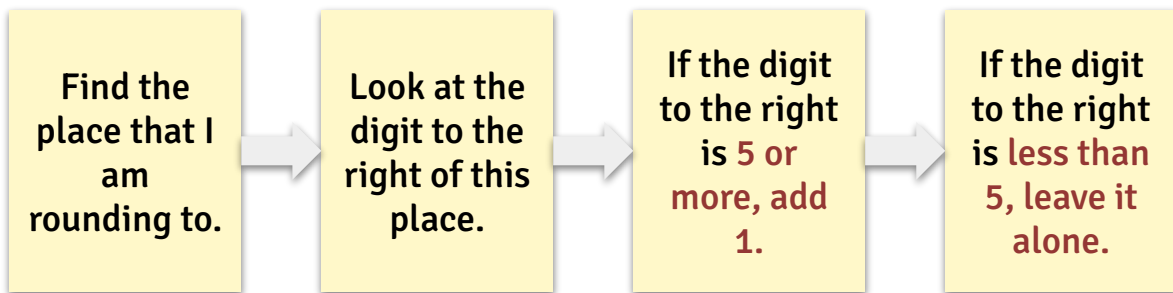 Find the
place that I
am
rounding to.
Look at the
digit to the
right of this
place.
If the digit
to the right
is 5 or
more, add
1.
If the digit
to the right
is less than
5, leave it
alone.